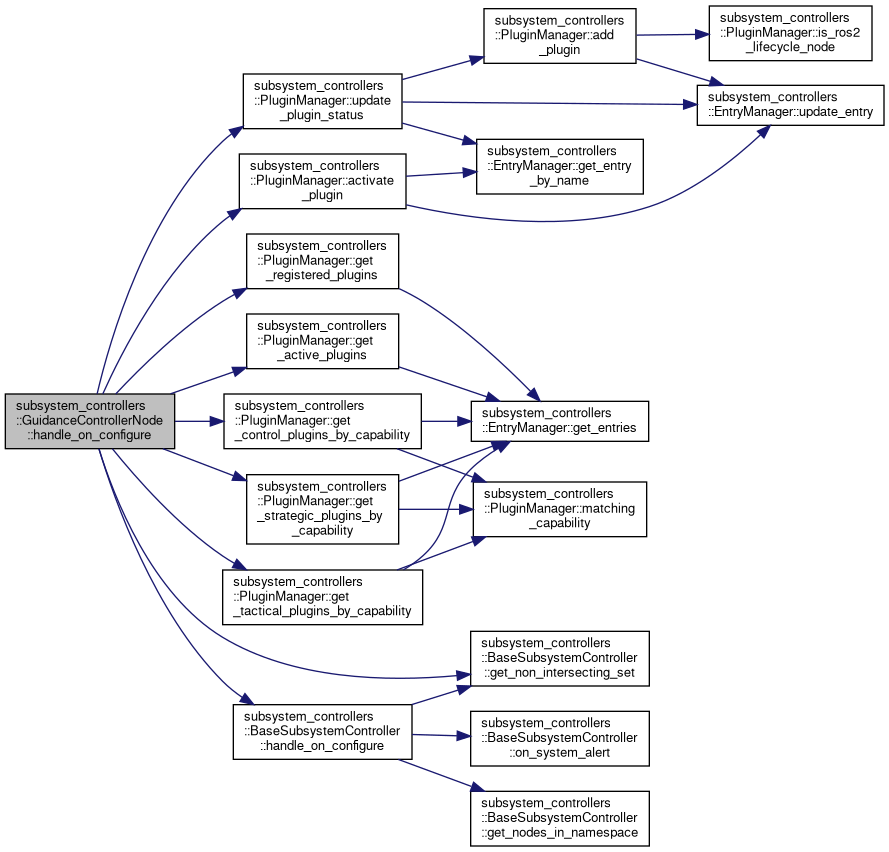 subsystem_controllers
::GuidanceControllerNode
::handle_on_configure
subsystem_controllers
::PluginManager::update
_plugin_status
subsystem_controllers
::PluginManager::add
_plugin
subsystem_controllers
::PluginManager::is_ros2
_lifecycle_node
subsystem_controllers
::EntryManager::update_entry
subsystem_controllers
::EntryManager::get_entry
_by_name
subsystem_controllers
::PluginManager::activate
_plugin
subsystem_controllers
::PluginManager::get
_registered_plugins
subsystem_controllers
::PluginManager::get
_active_plugins
subsystem_controllers
::PluginManager::get
_control_plugins_by_capability
subsystem_controllers
::EntryManager::get_entries
subsystem_controllers
::PluginManager::get
_strategic_plugins_by
_capability
subsystem_controllers
::PluginManager::matching
_capability
subsystem_controllers
::PluginManager::get
_tactical_plugins_by_capability
subsystem_controllers
::BaseSubsystemController
::get_non_intersecting_set
subsystem_controllers
::BaseSubsystemController
::handle_on_configure
subsystem_controllers
::BaseSubsystemController
::on_system_alert
subsystem_controllers
::BaseSubsystemController
::get_nodes_in_namespace